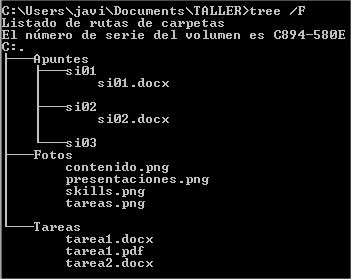 C:\Users\javi\Documents\TALLER>tree /F
Listado de rutas de carpetas
El número de serie del volumen es C894-580E
C:.
├───Apuntes
│   ├───si01
│   │       si01.docx
│   │
│   ├───si02
│   │       si02.docx
│   │
│   └───si03
├───Fotos
│       contenido.png
│       presentaciones.png
│       skills.png
│       tareas.png
│
└───Tareas
        tarea1.docx
        tarea1.pdf
        tarea2.docx